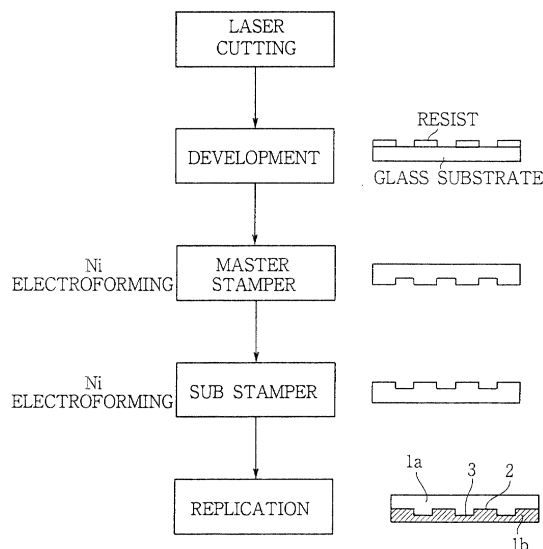 LASER
CUTTING
DEVELOPMENT
RESIST
GLASS SUBSTRATE
Ni
ELECTROFORMING
MASTER
STAMPER
Ni
ELECTROFORMING
SUB STAMPER
REPLICATION
1a
3
2
1b